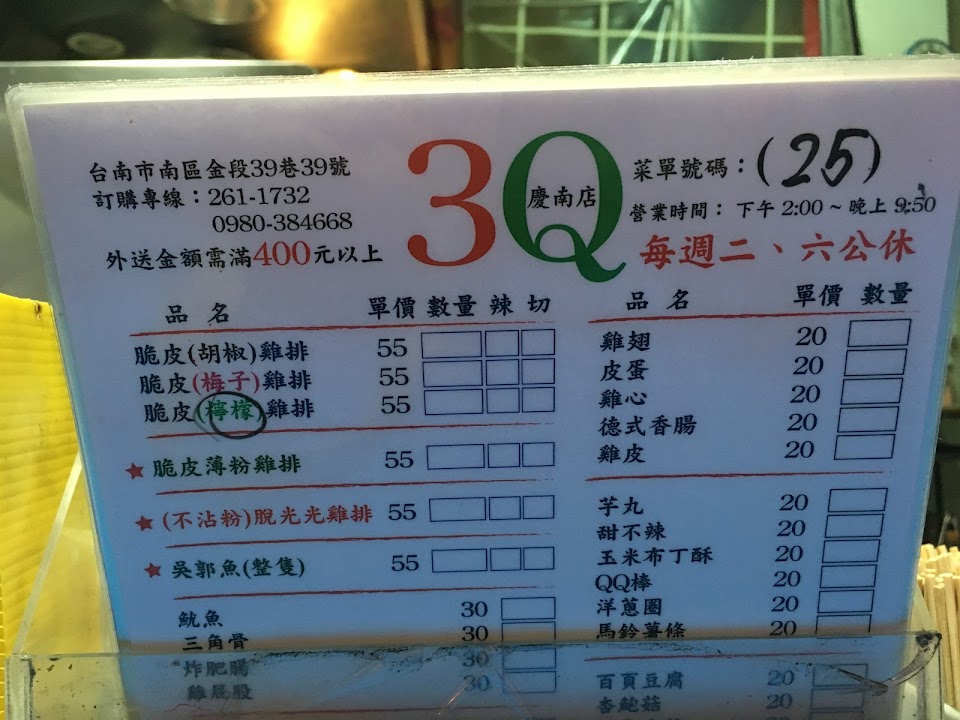 台南市南區金段39巷39號
訂購專線：261-1732
0980-384668
外送金額需滿400元以上
3Q
慶南店
菜單號碼：(25)
營業時間： 下午 2:00 ~ 晚上 9:50
每週二、六公休
品 名 單價 數量 辣 切
脆皮(胡椒)雞排 55
脆皮(梅子)雞排 55
脆皮(檸檬)雞排 55
★ 脆皮薄粉雞排 55
★ (不沾粉)脫光光雞排 55
★ 吳郭魚(整隻) 55
魷魚 30
三角骨 30
炸肥腸 30
雞屁股 30
品 名 單價 數量
雞翅 20
皮蛋 20
雞心 20
德式香腸 20
雞皮 20
芋丸 20
甜不辣 20
玉米布丁酥 20
QQ棒 20
洋蔥圈 20
馬鈴薯條 20
百頁豆腐 20
杏鮑菇 20